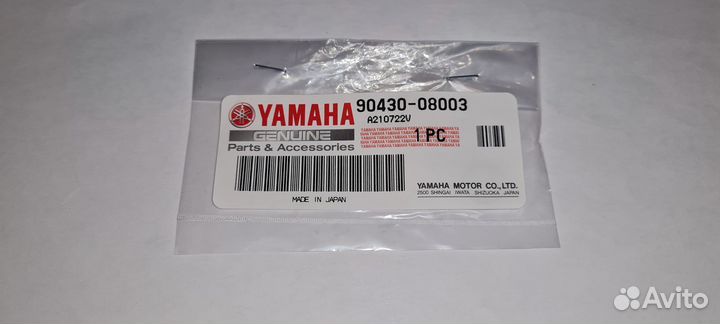 YAMAHA 90430-08003
A210722V
GENUINE
Parts & Accessories
1 PC
MADE IN JAPAN
YAMAHA MOTOR CO., LTD.
2500 SHINGAI IWATA SHIZUOKA JAPAN
Avito